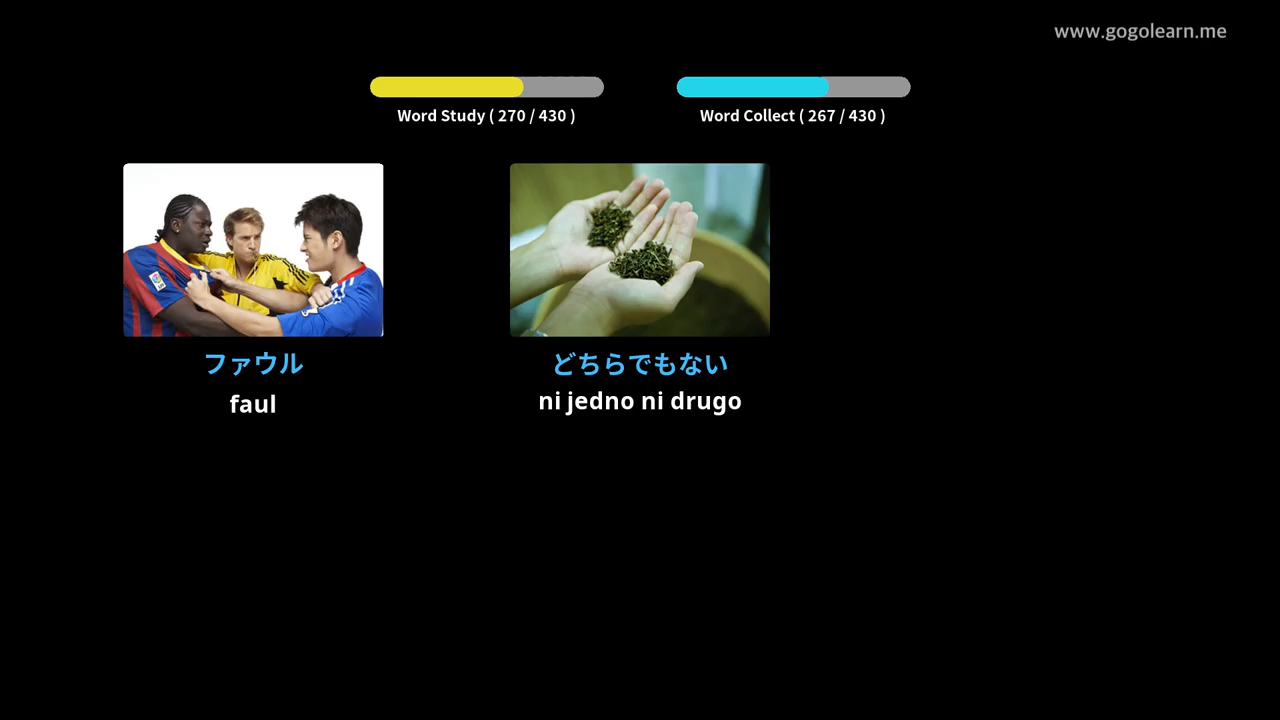 www.gogolearn.me
Word Study ( 270 / 430 )
Word Collect ( 267 / 430 )
ファウル
faul
どちらでもない
ni jedno ni drugo